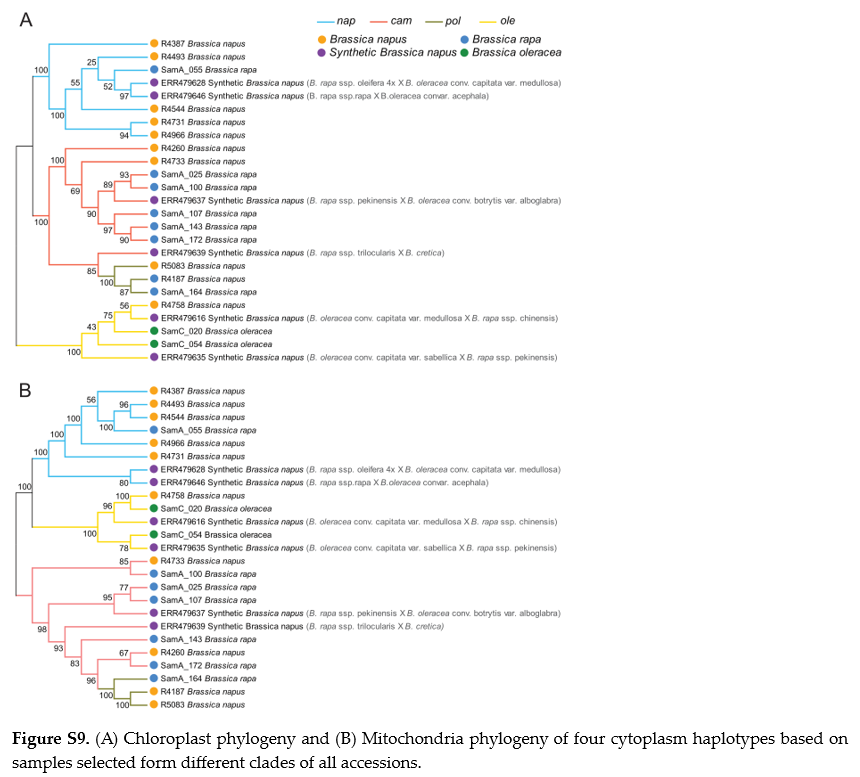 A
nap cam pol ole
Brassica napus Brassica rapa
Synthetic Brassica napus Brassica oleracea
R4387 Brassica napus
100 25 R4493 Brassica napus
SamA_055 Brassica rapa
55 52 ERR479628 Synthetic Brassica napus (B. rapa ssp. oleifera 4x X B. oleracea conv. capitata var. medullosa)
97 ERR479646 Synthetic Brassica napus (B. rapa ssp.rapa X B.oleracea convar. acephala)
100 R4544 Brassica napus
R4731 Brassica napus
94 R4966 Brassica napus
100 R4260 Brassica napus
R4733 Brassica napus
69 93 SamA_025 Brassica rapa
89 SamA_100 Brassica rapa
ERR479637 Synthetic Brassica napus (B. rapa ssp. pekinensis X B. oleracea conv. botrytis var. alboglabra)
100 90 SamA_107 Brassica rapa
97 SamA_143 Brassica rapa
90 SamA_172 Brassica rapa
ERR479639 Synthetic Brassica napus (B. rapa ssp. trilocularis X B. cretica)
85 R5083 Brassica napus
100 R4187 Brassica rapa
87 SamA_164 Brassica rapa
56 R4758 Brassica napus
75 ERR479616 Synthetic Brassica napus (B. oleracea conv. capitata var. medullosa X B. rapa ssp. chinensis)
43 SamC_020 Brassica oleracea
SamC_054 Brassica oleracea
100 ERR479635 Synthetic Brassica napus (B. oleracea conv. capitata var. sabellica X B. rapa ssp. pekinensis)
B
R4387 Brassica napus
56 96 R4493 Brassica napus
100 R4544 Brassica napus
100 100 SamA_055 Brassica rapa
100 R4966 Brassica napus
100 R4731 Brassica napus
ERR479628 Synthetic Brassica napus (B. rapa ssp. oleifera 4x X B. oleracea conv. capitata var. medullosa)
80 ERR479646 Synthetic Brassica napus (B. rapa ssp.rapa X B.oleracea convar. acephala)
100 100 R4758 Brassica napus
96 SamC_020 Brassica oleracea
ERR479616 Synthetic Brassica napus (B. oleracea conv. capitata var. medullosa X B. rapa ssp. chinensis)
100 SamC_054 Brassica oleracea
78 ERR479635 Synthetic Brassica napus (B. oleracea conv. capitata var. sabellica X B. rapa ssp. pekinensis)
85 R4733 Brassica napus
SamA_100 Brassica rapa
77 SamA_025 Brassica rapa
95 SamA_107 Brassica rapa
ERR479637 Synthetic Brassica napus (B. rapa ssp. pekinensis X B. oleracea conv. botrytis var. alboglabra)
98 ERR479639 Synthetic Brassica napus (B. rapa ssp. trilocularis X B. cretica)
93 SamA_143 Brassica rapa
83 67 R4260 Brassica napus
SamA_172 Brassica rapa
96 SamA_164 Brassica rapa
100 R4187 Brassica napus
100 R5083 Brassica napus
Figure S9. (A) Chloroplast phylogeny and (B) Mitochondria phylogeny of four cytoplasm haplotypes based on
samples selected form different clades of all accessions.